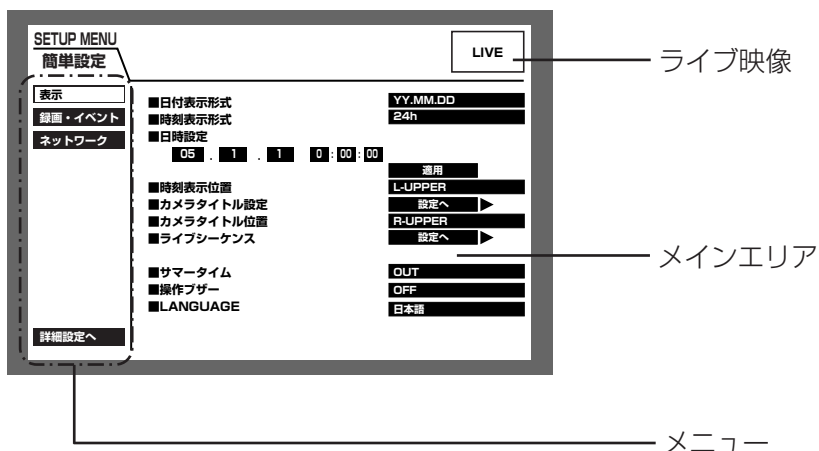 SETUP MENU
簡単設定
LIVE
ライブ映像
表示
録画・イベント
ネットワーク
詳細設定へ
■日付表示形式 YY.MM.DD
■時刻表示形式 24h
■日時設定
05 . 1 . 1 0 : 00 : 00
適用
■時刻表示位置 L-UPPER
■カメラタイトル設定 設定へ ▶
■カメラタイトル位置 R-UPPER
■ライブシーケンス 設定へ ▶
メインエリア
■サマータイム OUT
■操作ブザー OFF
■LANGUAGE 日本語
メニュー